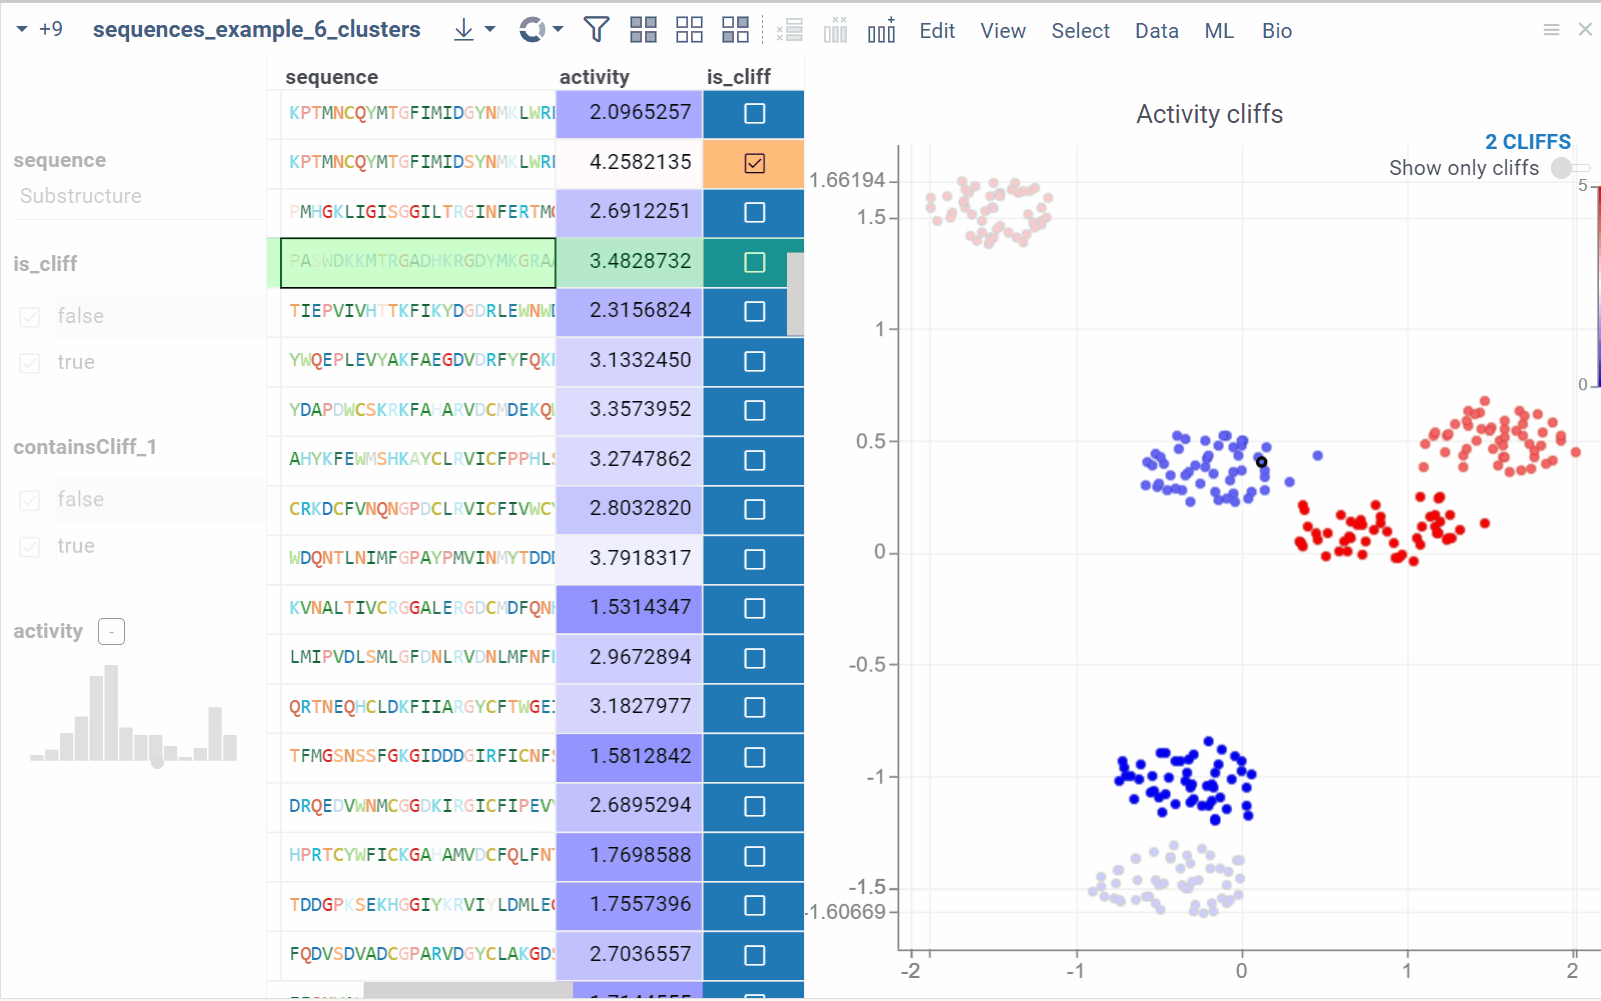 +9 sequences_example_6_clusters Edit View Select Data ML Bio
sequence
Substructure
is_cliff
false
true
containsCliff_1
false
true
activity -
sequence activity is_cliff
KPTMNCQYMTGFIMIDGYNMKLWR 2.0965257
KPTMNCQYMTGFIMIDSYNMKLWR 4.2582135
PMHGKLIGISGGILTRGINFERTM 2.6912251
PASWDKKMTRGADHKRGDYMKGRA 3.4828732
TIEPVIVHTTKFIKYDGDRLEWNW 2.3156824
YWQEPLEVYAKFAEGDVDRFYFQK 3.1332450
YDAPDWCSKRKFAHARVDCMDEKQ 3.3573952
AHYKFEWMSHKAYCLRVICFPPHL 3.2747862
CRKDCFVNQNGPDCLRVICFIVWC 2.8032820
WDQNTLNIMFGPAYPMVINMYTDD 3.7918317
KVNALTIVCRGGALERGDCMDFQN 1.5314347
LMIPVDLSMLGFDNLRVDNLMFNF 2.9672894
QRTNEQHCLDKFIIARGYCFTWGE 3.1827977
TFMGSNSSFGKGIDDDGIRFICNF 1.5812842
DRQEDVWNMCGGDKIRGICFIPEV 2.6895294
HPRTCYWFICKGAHAMVDCFQLFN 1.7698588
TDDGPKSEKHGGIYKRVIYLDMLE 1.7557396
FQDVSDVADCGPARVDGYCLAKGD 2.7036557
Activity cliffs
2 CLIFFS
Show only cliffs
5
0
1.66194
1.5
1
0.5
0
-0.5
-1
-1.5
-1.60669
-2 -1 0 1 2